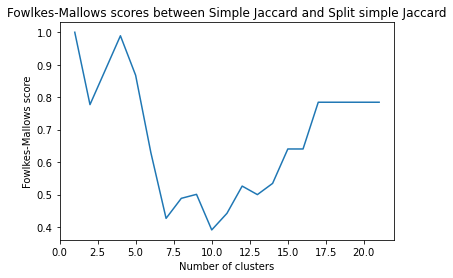 Fowlkes-Mallows scores between Simple Jaccard and Split simple Jaccard
1.0
0.9
0.8
0.7
0.6
0.5
0.4
Fowlkes-Mallows score
0.0 2.5 5.0 7.5 10.0 12.5 15.0 17.5 20.0
Number of clusters